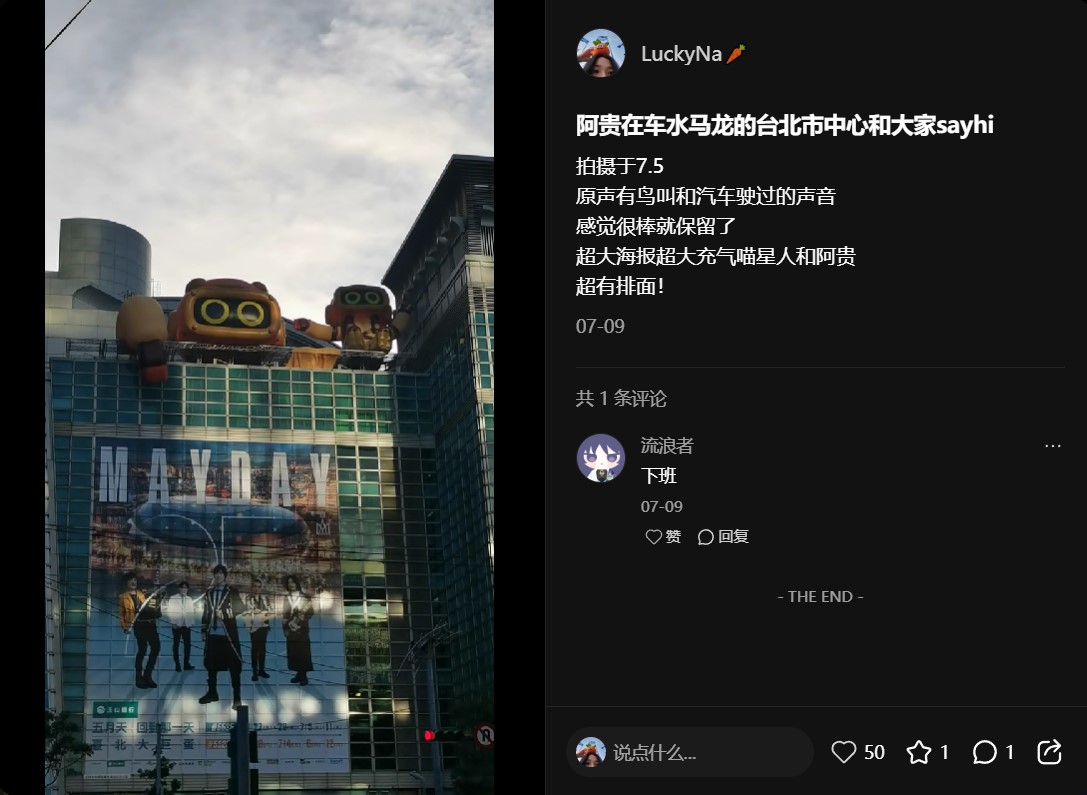 LuckyNa
阿贵在车水马龙的台北市中心和大家sayhi
拍摄于7.5
原声有鸟叫和汽车驶过的声音
感觉很棒就保留了
超大海报超大充气喵星人和阿贵
超有排面！
07-09
共 1 条评论
流浪者
下班
07-09
赞 回复
- THE END -
说点什么...
50
1
1
MAYDAY
玉山銀行
五月天 回到那一天
臺北大巨蛋